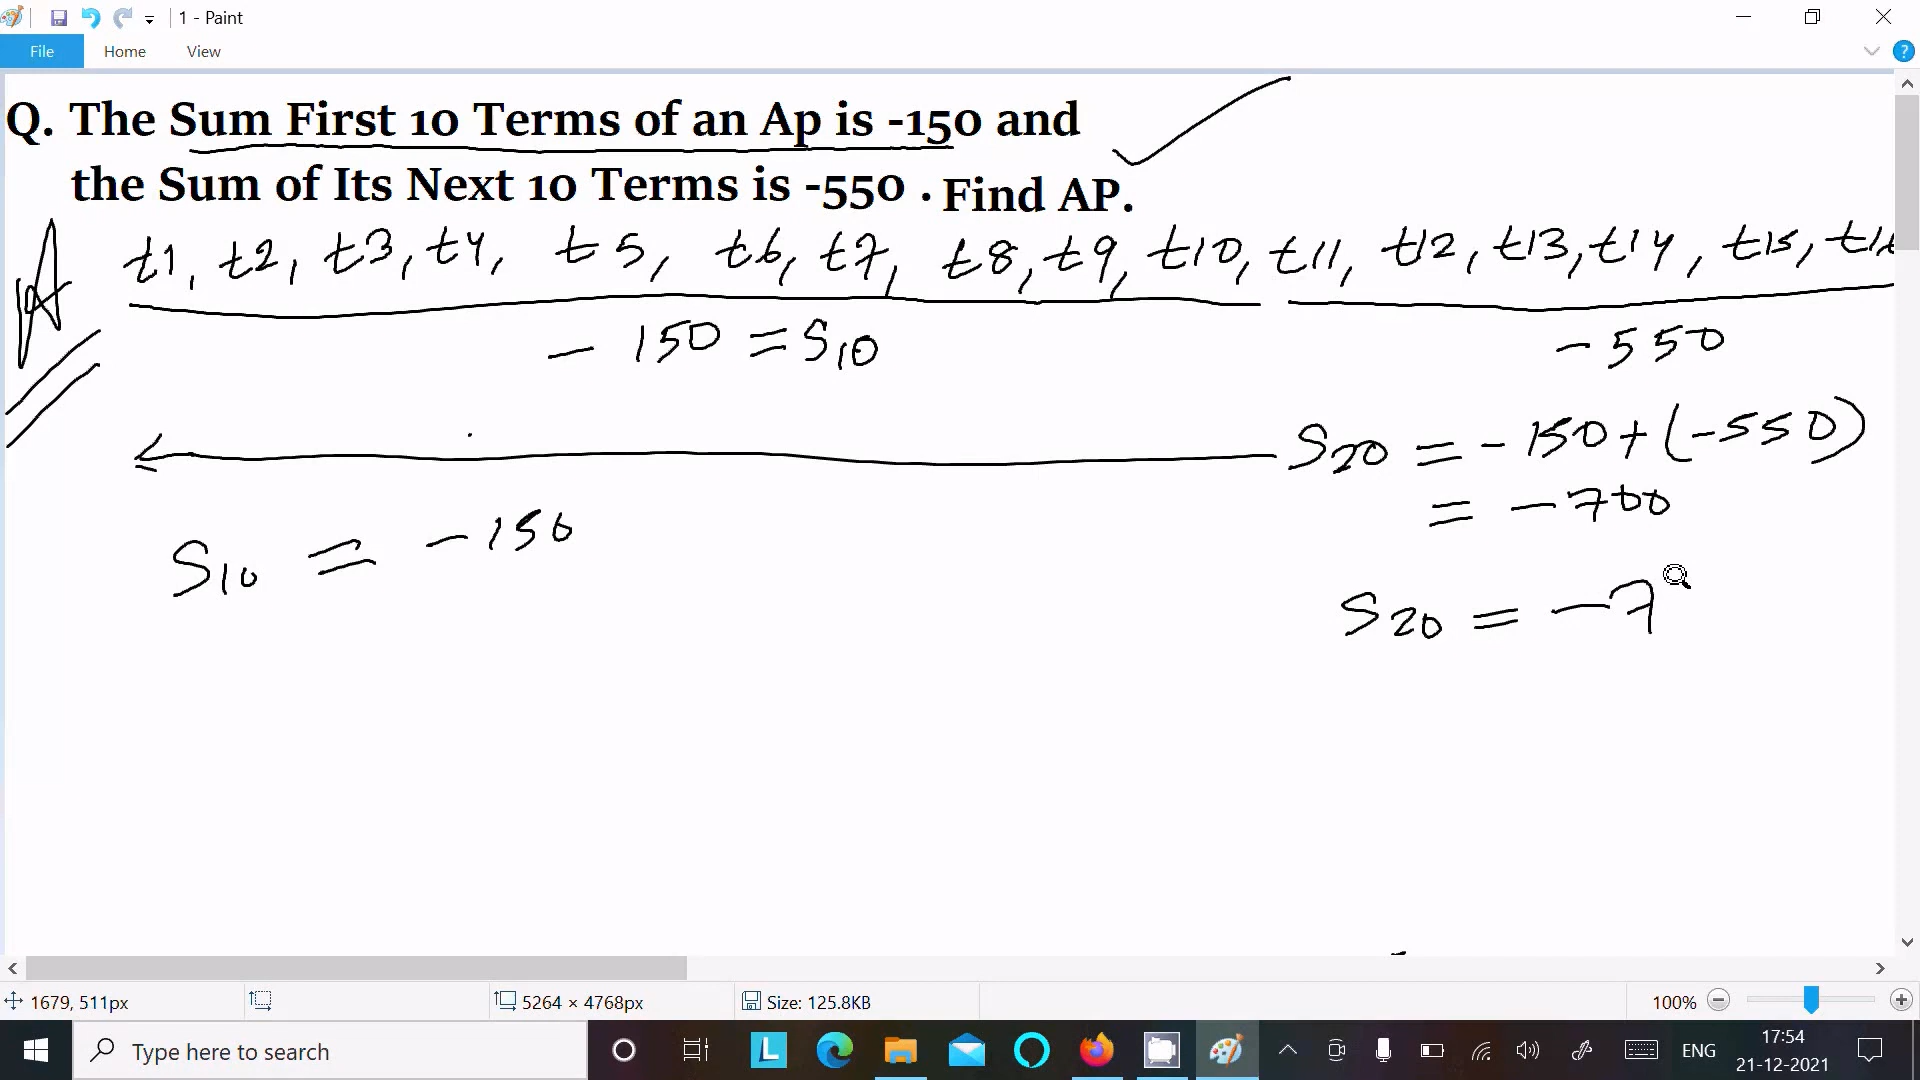 1 - Paint
File Home View
Q. The Sum First 10 Terms of an Ap is -150 and
the Sum of Its Next 10 Terms is -550 . Find AP.
A
t1, t2, t3, t4, t5, t6, t7, t8, t9, t10, t11, t12, t13, t14, t15,
- 150 = S10
- 550
S20 = - 150 + (-550)
= - 700
S10 = - 150
S20 = - 7
1679, 511px 5264 × 4768px Size: 125.8KB 100%
Type here to search
L
ENG
17:54
21-12-2021